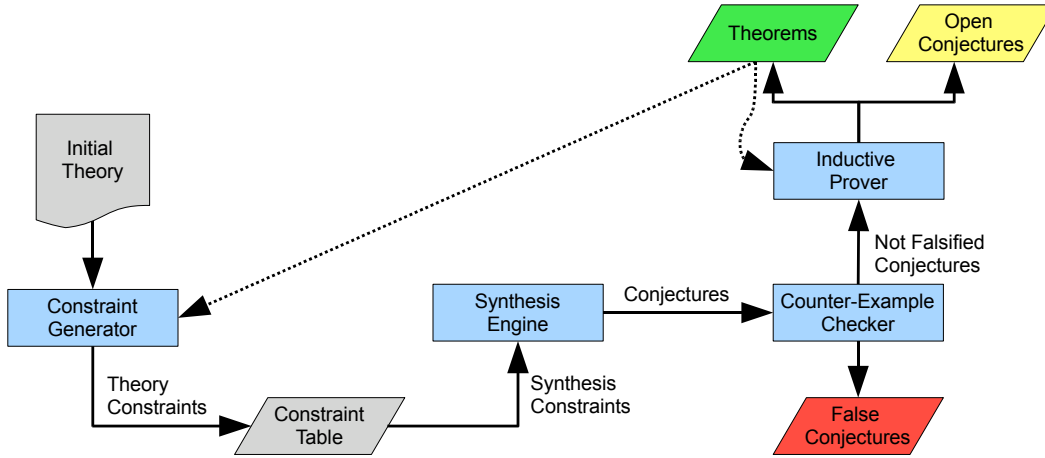 Theorems
Open
Conjectures
Initial
Theory
Inductive
Prover
Not Falsified
Conjectures
Constraint
Generator
Synthesis
Engine
Conjectures
Counter-Example
Checker
Theory
Constraints
Synthesis
Constraints
Constraint
Table
False
Conjectures